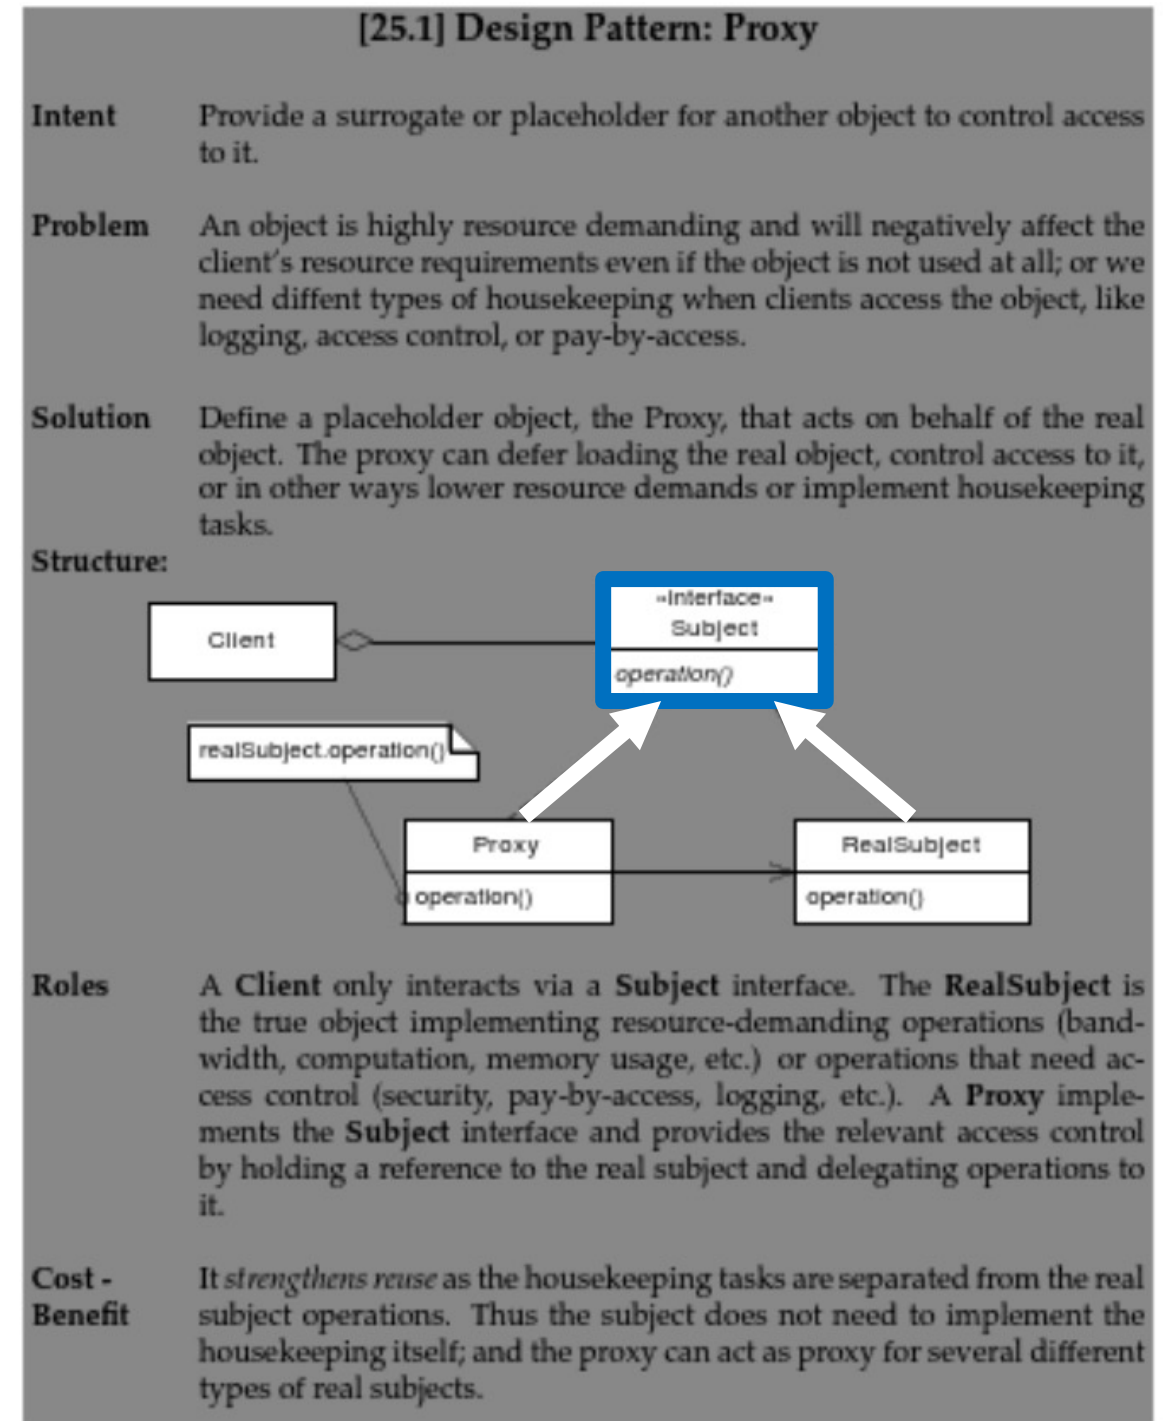 [25.1] Design Pattern: Proxy
Intent Provide a surrogate or placeholder for another object to control access
to it.
Problem An object is highly resource demanding and will negatively affect the
client's resource requirements even if the object is not used at all; or we
need diffent types of housekeeping when clients access the object, like
logging, access control, or pay-by-access.
Solution Define a placeholder object, the Proxy, that acts on behalf of the real
object. The proxy can defer loading the real object, control access to it,
or in other ways lower resource demands or implement housekeeping
tasks.
Structure:
«Interface»
Subject
Client
operation()
realSubject.operation()
Proxy
RealSubject
operation()
operation()
Roles A Client only interacts via a Subject interface. The RealSubject is
the true object implementing resource-demanding operations (band-
width, computation, memory usage, etc.) or operations that need ac-
cess control (security, pay-by-access, logging, etc.). A Proxy imple-
ments the Subject interface and provides the relevant access control
by holding a reference to the real subject and delegating operations to
it.
Cost - It strengthens reuse as the housekeeping tasks are separated from the real
Benefit subject operations. Thus the subject does not need to implement the
housekeeping itself; and the proxy can act as proxy for several different
types of real subjects.